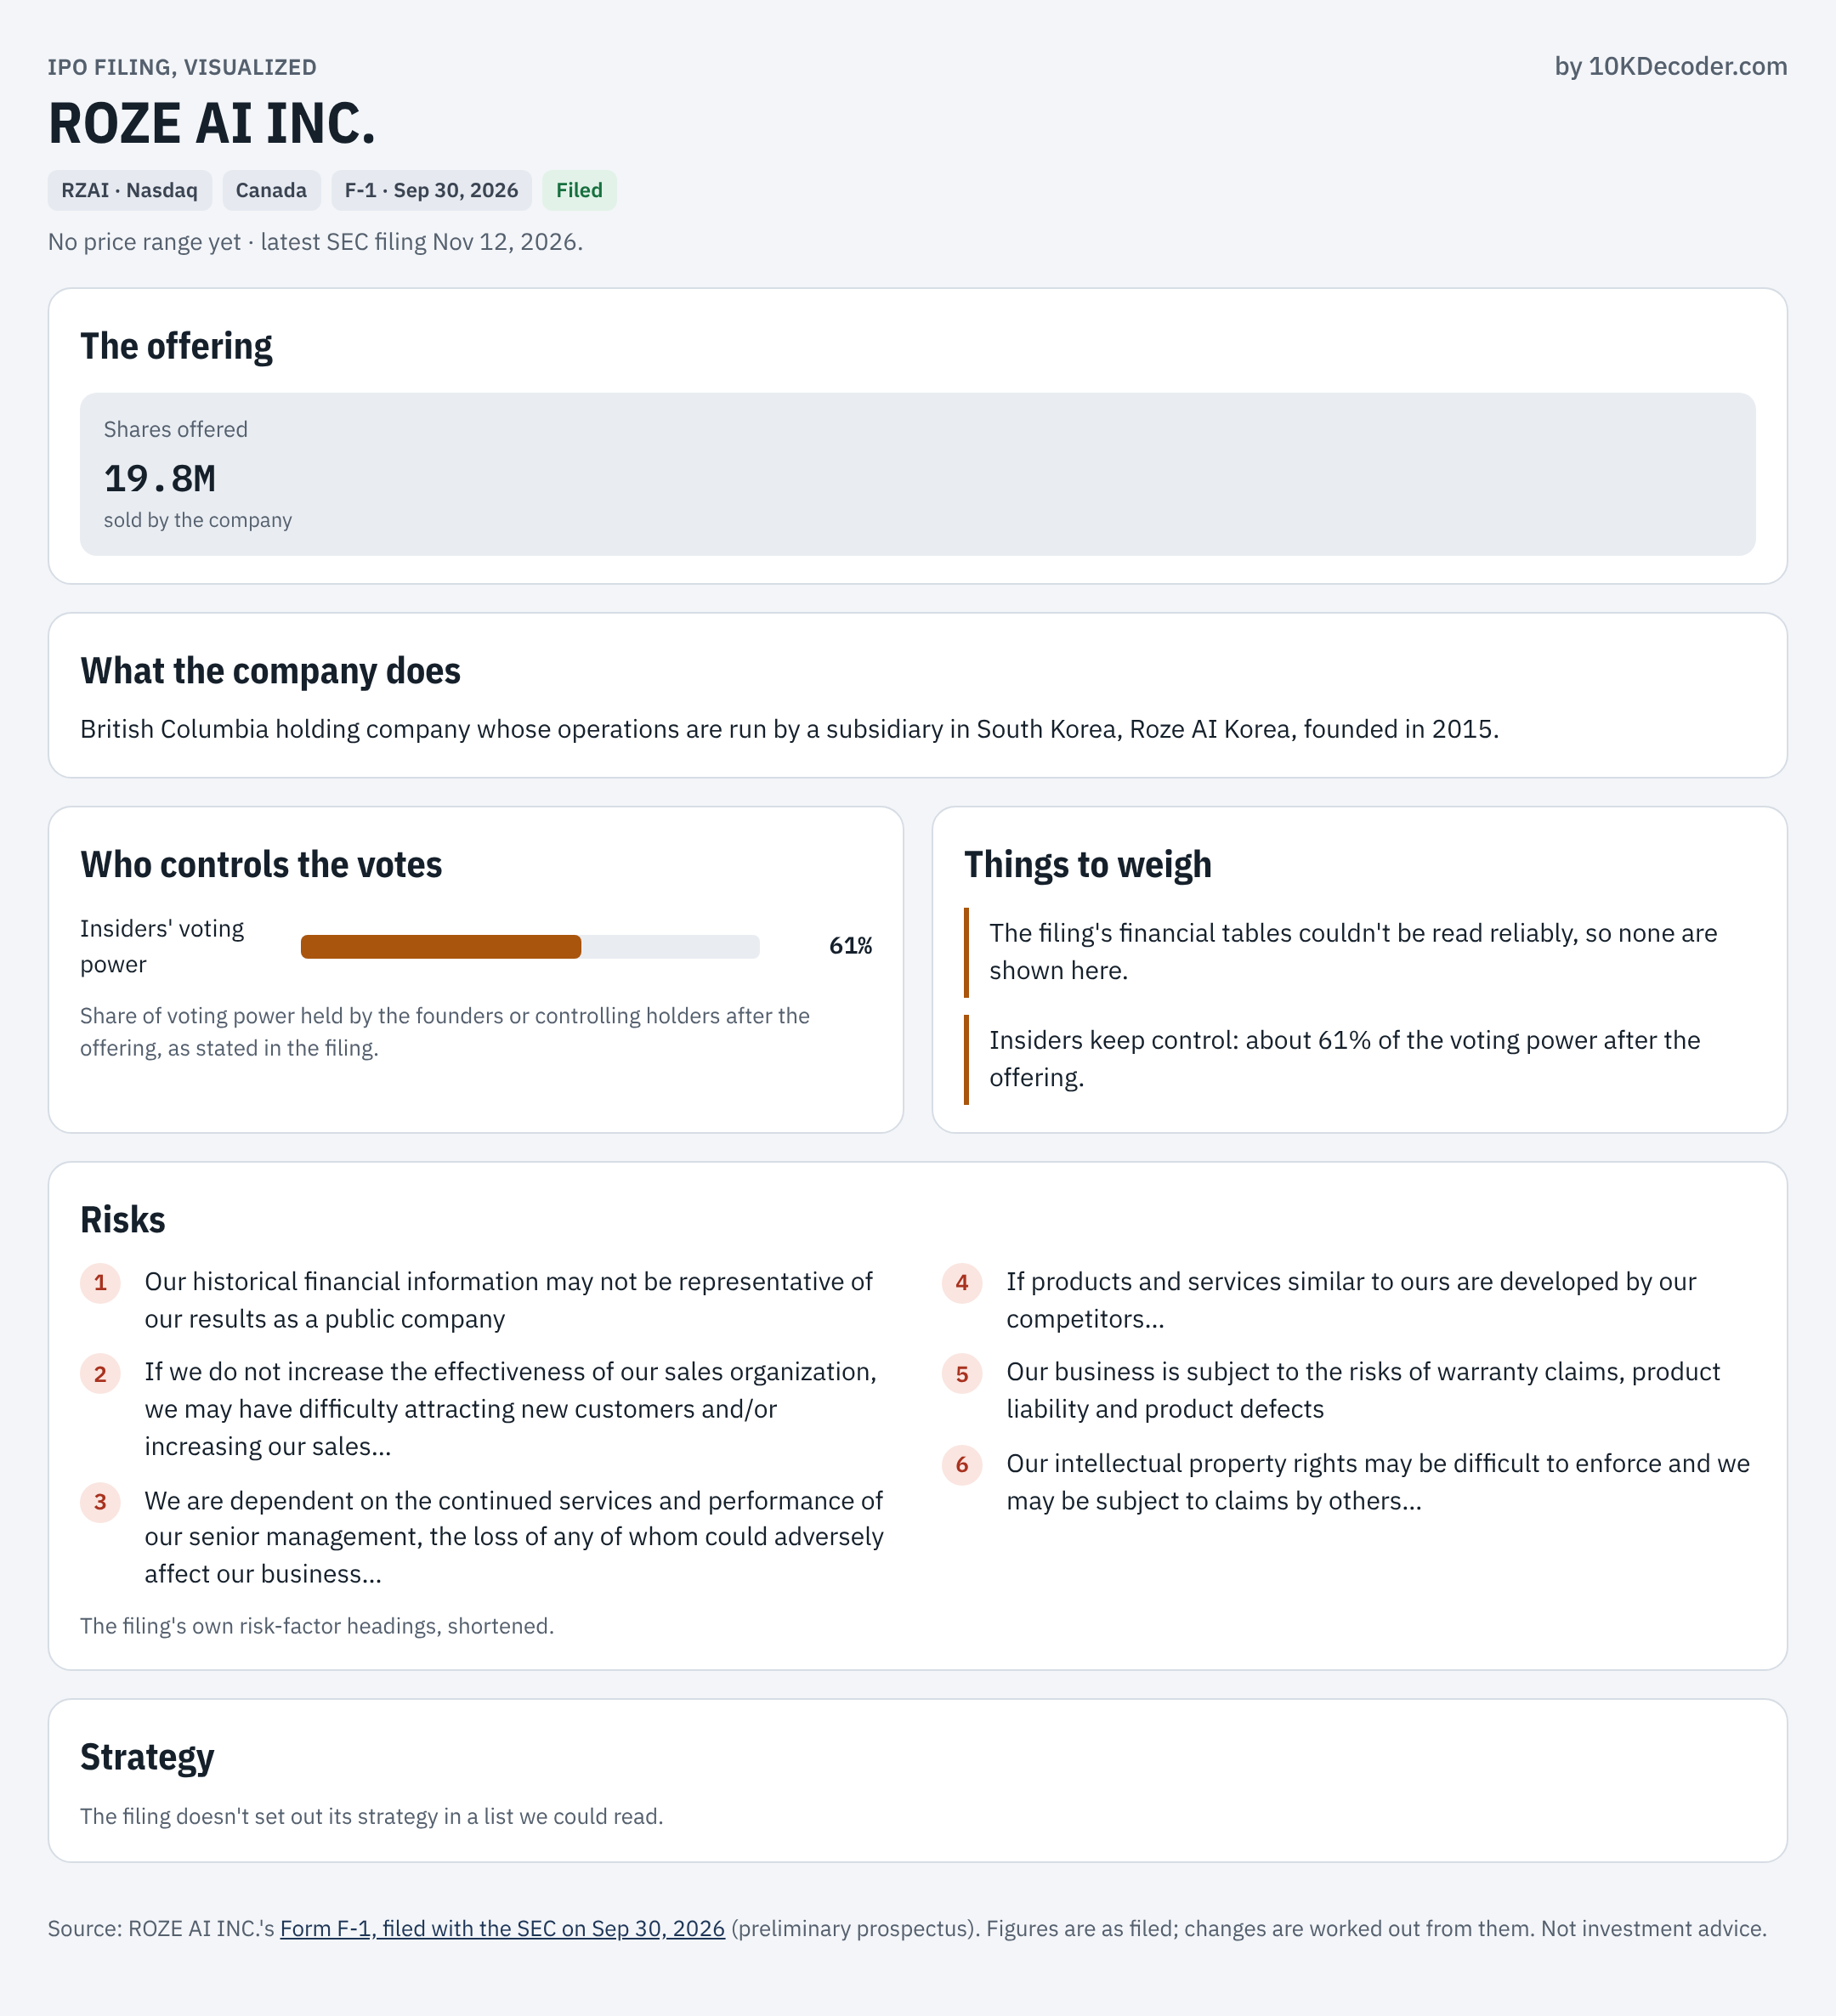 IPO FILING, VISUALIZED
by 10KDecoder.com
ROZE AI INC.
RZAI · Nasdaq
Canada
F-1 · Sep 30, 2026
Filed
No price range yet · latest SEC filing Nov 12, 2026.
The offering
Shares offered
19.8M
sold by the company
What the company does
British Columbia holding company whose operations are run by a subsidiary in South Korea, Roze AI Korea, founded in 2015.
Who controls the votes
Insiders' voting
power
61%
Share of voting power held by the founders or controlling holders after the
offering, as stated in the filing.
Things to weigh
The filing's financial tables couldn't be read reliably, so none are
shown here.
Insiders keep control: about 61% of the voting power after the
offering.
Risks
1 Our historical financial information may not be representative of
our results as a public company
2 If we do not increase the effectiveness of our sales organization,
we may have difficulty attracting new customers and/or
increasing our sales...
3 We are dependent on the continued services and performance of
our senior management, the loss of any of whom could adversely
affect our business...
4 If products and services similar to ours are developed by our
competitors...
5 Our business is subject to the risks of warranty claims, product
liability and product defects
6 Our intellectual property rights may be difficult to enforce and we
may be subject to claims by others...
The filing's own risk-factor headings, shortened.
Strategy
The filing doesn't set out its strategy in a list we could read.
Source: ROZE AI INC.'s Form F-1, filed with the SEC on Sep 30, 2026 (preliminary prospectus). Figures are as filed; changes are worked out from them. Not investment advice.